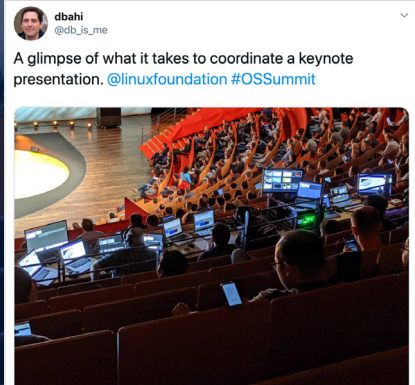 dbahi
@db_is_me
A glimpse of what it takes to coordinate a keynote
presentation. @linuxfoundation #OSSummit